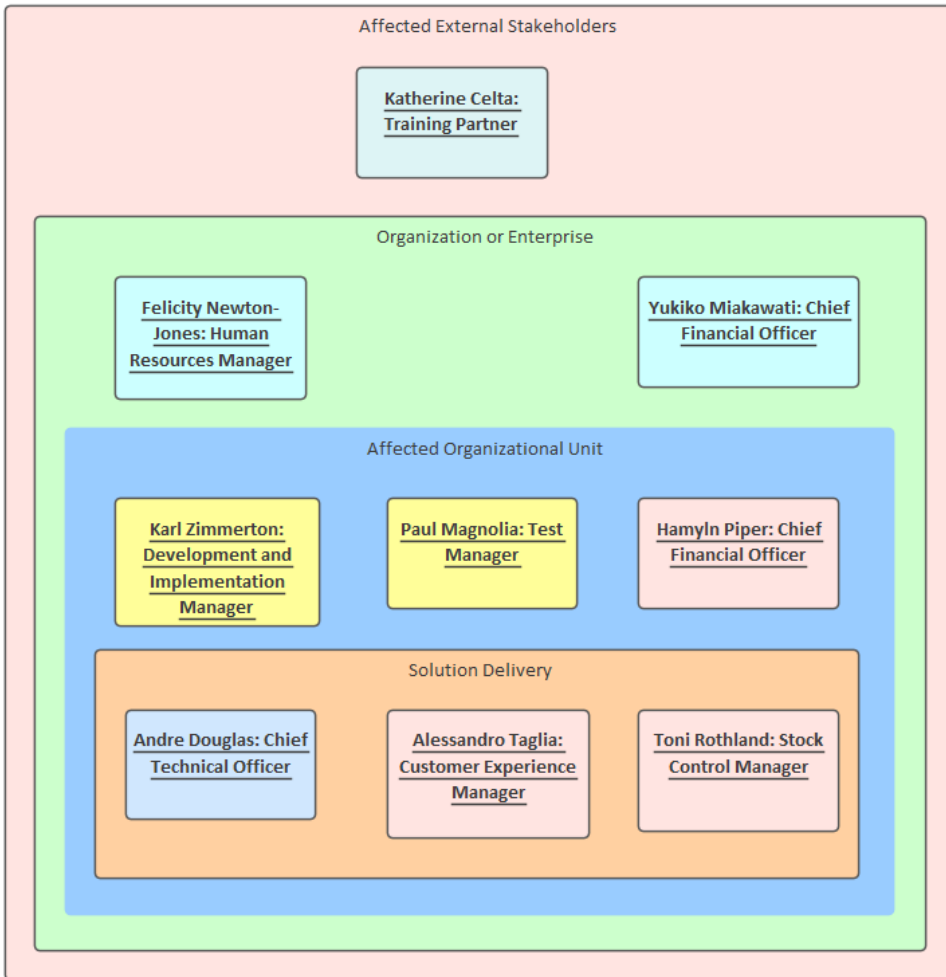 Affected External Stakeholders
Katherine Celta:
Training Partner
Organization or Enterprise
Felicity Newton-
Jones: Human
Resources Manager
Yukiko Miakawati: Chief
Financial Officer
Affected Organizational Unit
Karl Zimmerton:
Development and
Implementation
Manager
Paul Magnolia: Test
Manager
Hamyln Piper: Chief
Financial Officer
Solution Delivery
Andre Douglas: Chief
Technical Officer
Alessandro Taglia:
Customer Experience
Manager
Toni Rothland: Stock
Control Manager